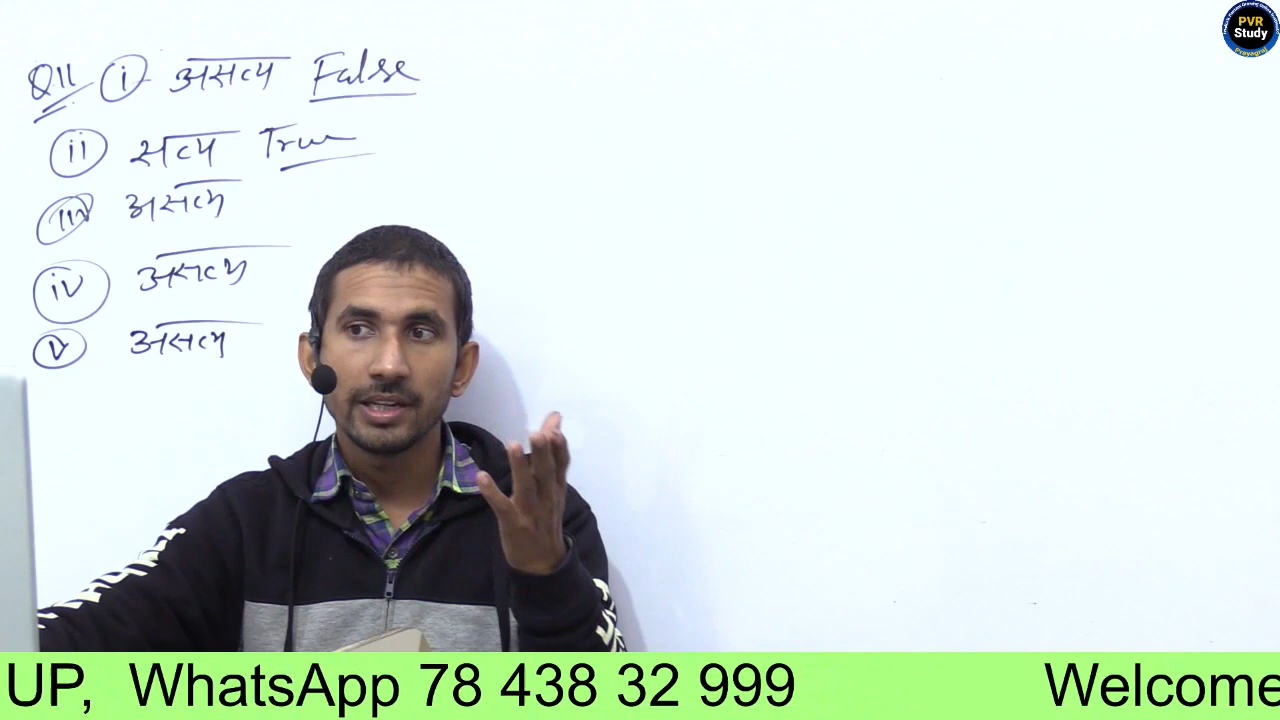 Q11 i असत्य False
ii सत्य True
iii असत्य
iv असत्य
v असत्य
PVR
Study
Prayagraj
UP, WhatsApp 78 438 32 999 Welcome